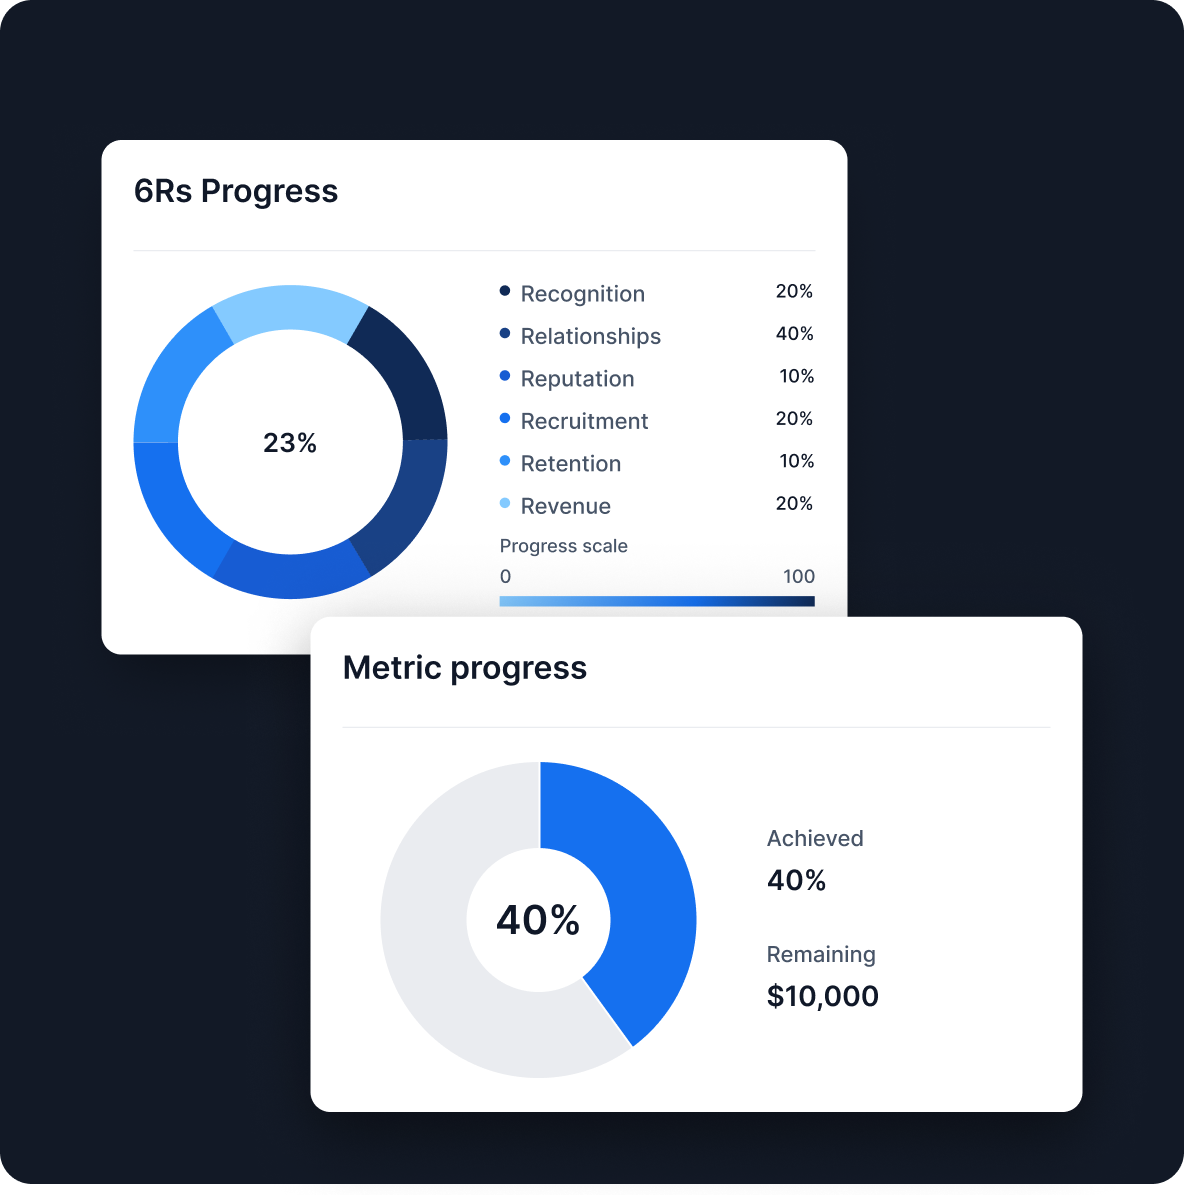 6Rs Progress
23%
Recognition 20%
Relationships 40%
Reputation 10%
Recruitment 20%
Retention 10%
Revenue 20%
Progress scale
0 100
Metric progress
40%
Achieved
40%
Remaining
$10,000